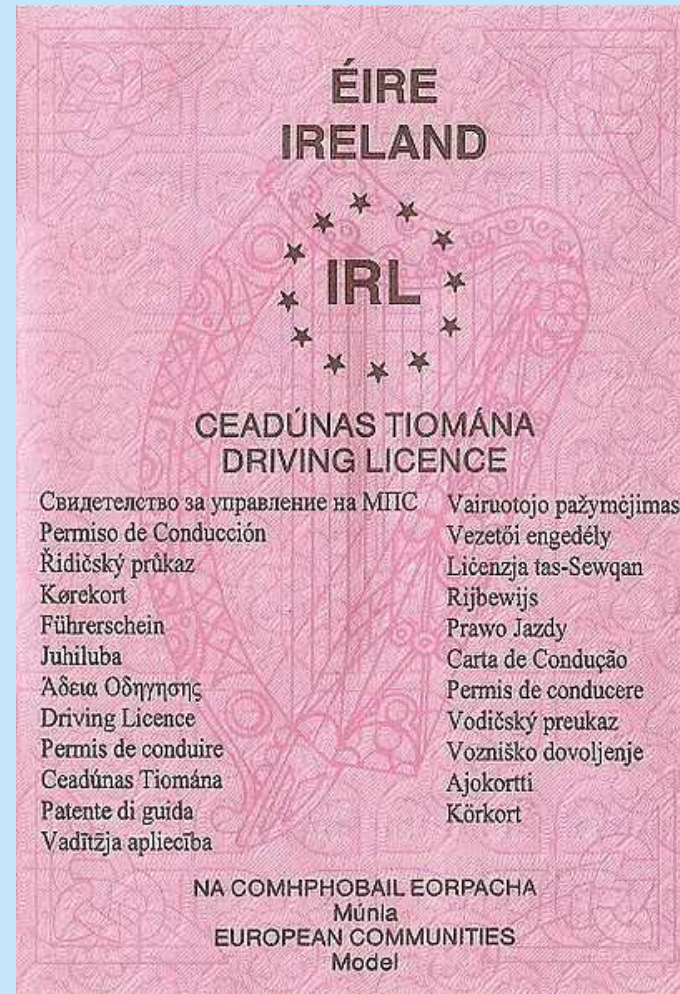 ÉIRE
IRELAND
IRL
CEADÚNAS TIOMÁNA
DRIVING LICENCE
Свидетелство за управление на МПС
Permiso de Conducción
Řidičský průkaz
Kørekort
Führerschein
Juhiluba
Άδεια Οδηγησης
Driving Licence
Permis de conduire
Ceadúnas Tiomána
Patente di guida
Vadītžja apliecība
Vairuotojo pažymėjimas
Vezetői engedély
Liċenzja tas-Sewqan
Rijbewijs
Prawo Jazdy
Carta de Condução
Permis de conducere
Vodičský preukaz
Vozniško dovoljenje
Ajokortti
Körkort
NA COMHPHOBAIL EORPACHA
Múnla
EUROPEAN COMMUNITIES
Model